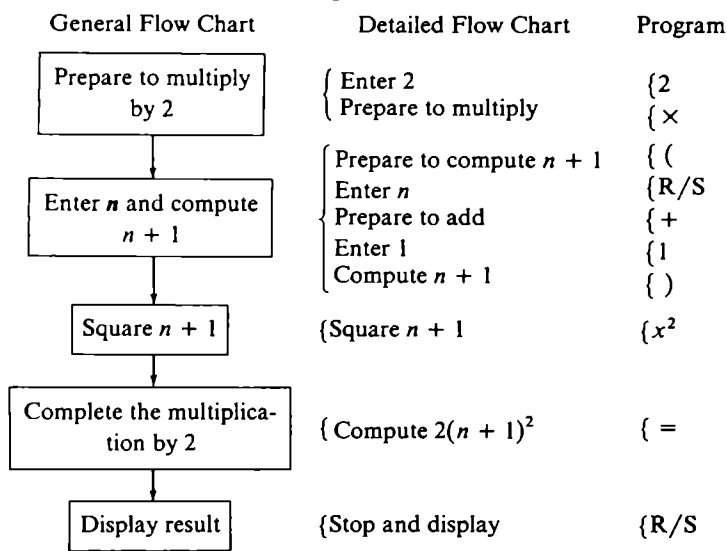 General Flow Chart Detailed Flow Chart Program
Prepare to multiply
by 2
{ Enter 2 {2
Prepare to multiply {×
Enter n and compute
n + 1
{ Prepare to compute n + 1 { (
Enter n {R/S
Prepare to add { +
Enter 1 {1
Compute n + 1 { )
Square n + 1 {Square n + 1 {x²
Complete the multiplica-
tion by 2
{ Compute 2(n + 1)² { =
Display result {Stop and display {R/S